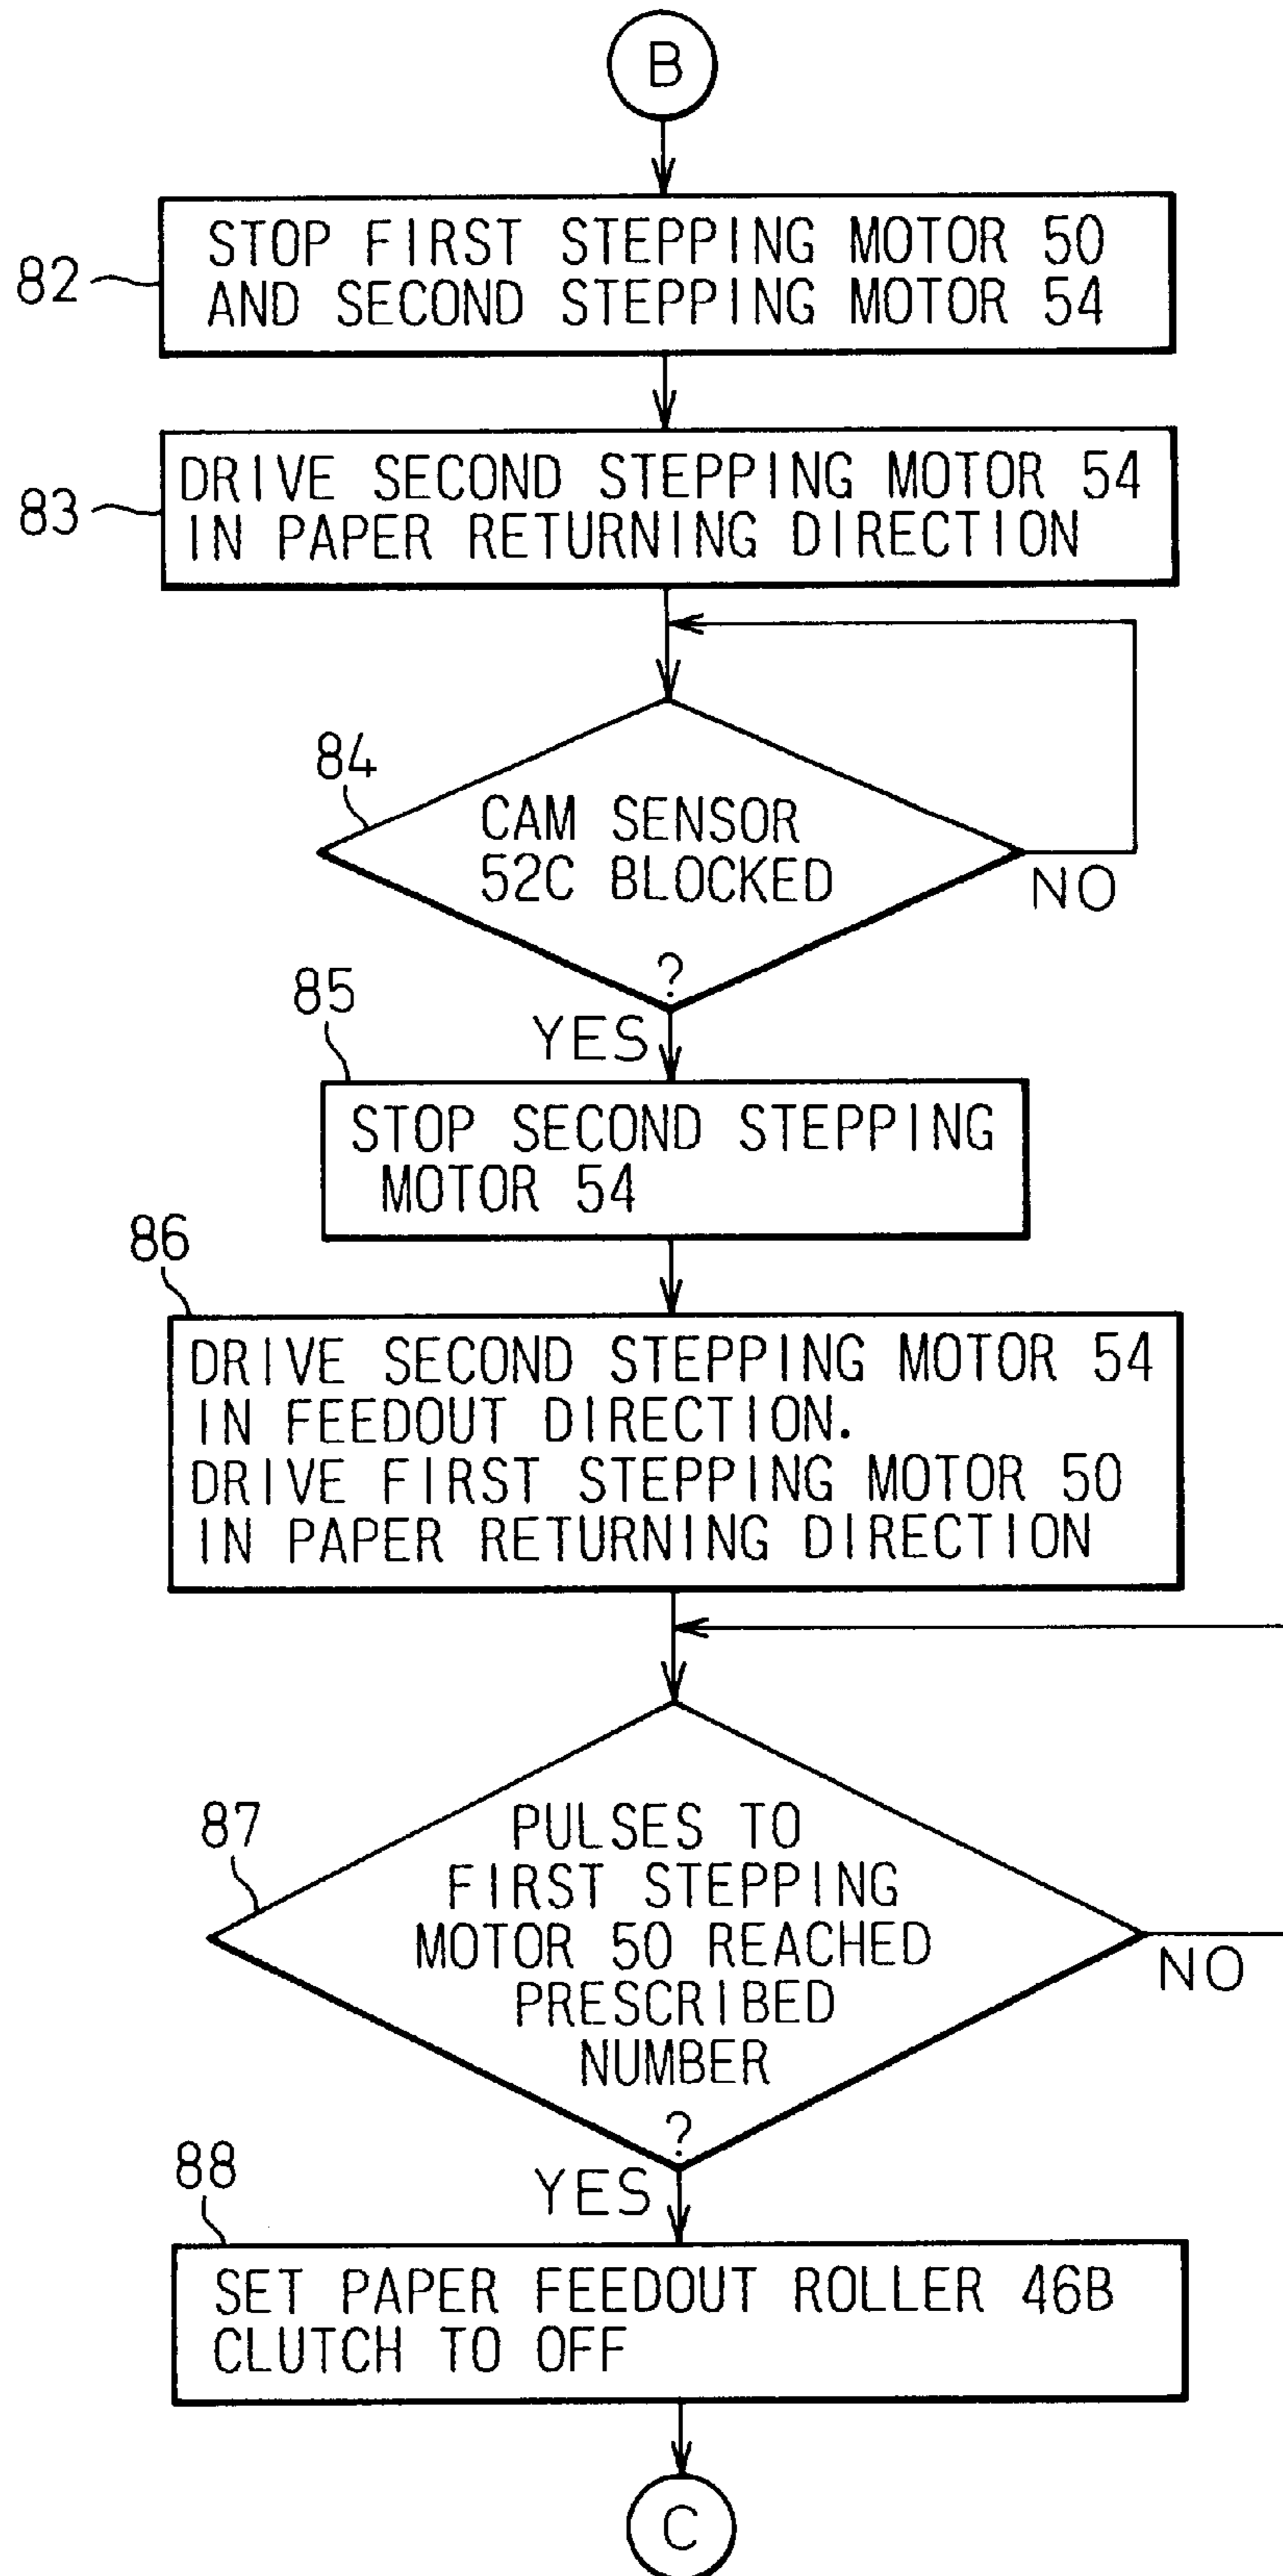 B
82
STOP FIRST STEPPING MOTOR 50
AND SECOND STEPPING MOTOR 54
83
DRIVE SECOND STEPPING MOTOR 54
IN PAPER RETURNING DIRECTION
84
CAM SENSOR
52C BLOCKED
?
NO
YES
85
STOP SECOND STEPPING
MOTOR 54
86
DRIVE SECOND STEPPING MOTOR 54
IN FEEDOUT DIRECTION.
DRIVE FIRST STEPPING MOTOR 50
IN PAPER RETURNING DIRECTION
87
PULSES TO
FIRST STEPPING
MOTOR 50 REACHED
PRESCRIBED
NUMBER
?
NO
YES
88
SET PAPER FEEDOUT ROLLER 46B
CLUTCH TO OFF
C